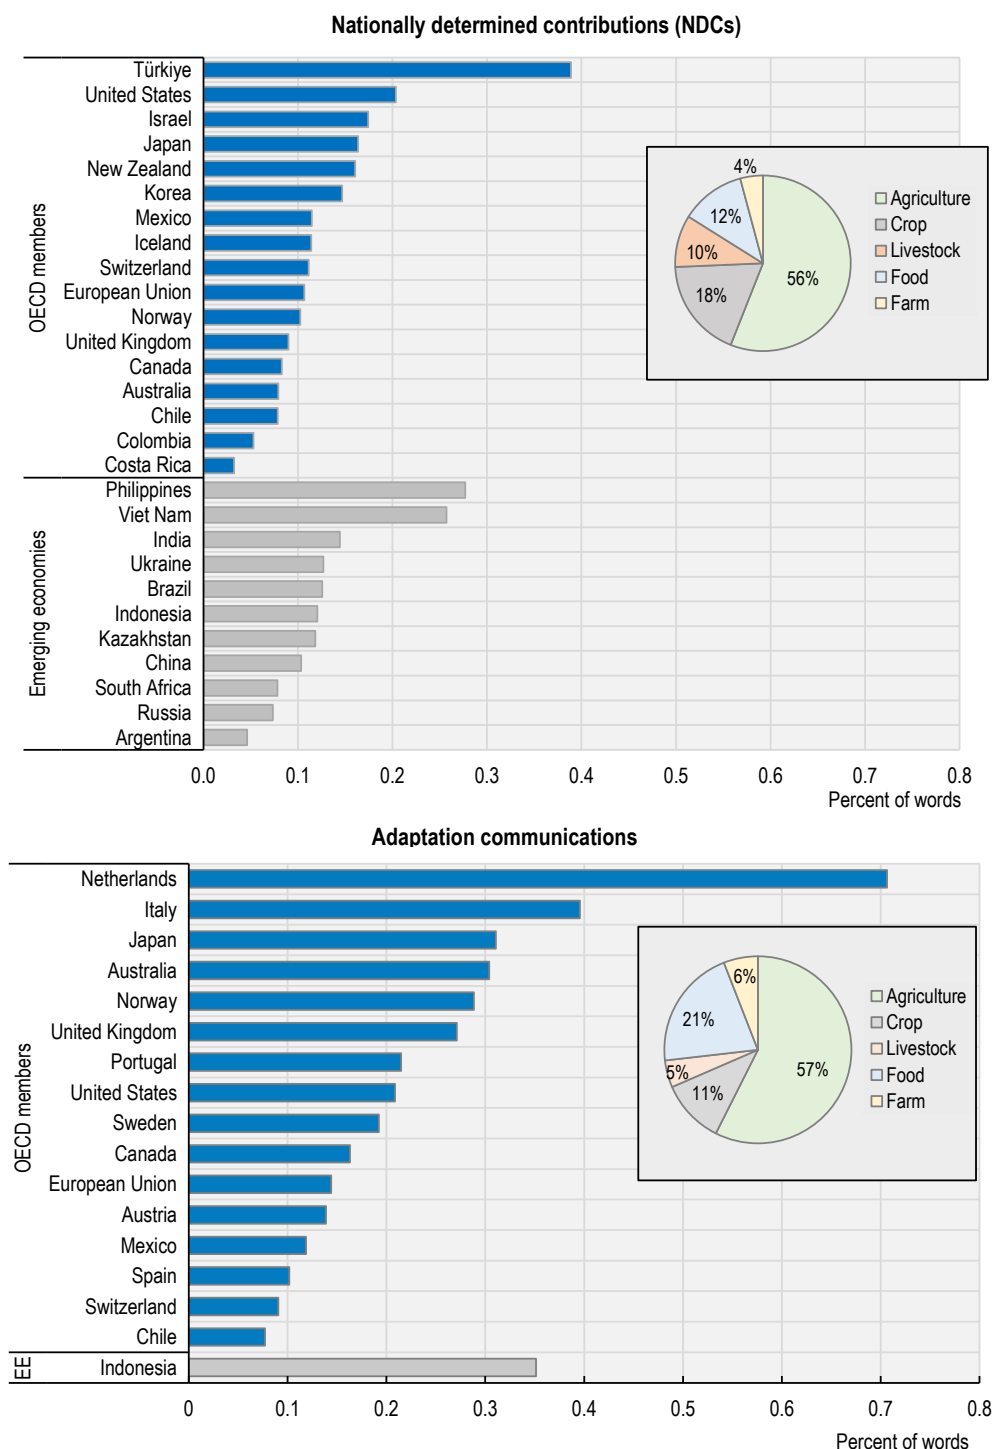 Nationally determined contributions (NDCs)
OECD members
Türkiye
United States
Israel
Japan
New Zealand
Korea
Mexico
Iceland
Switzerland
European Union
Norway
United Kingdom
Canada
Australia
Chile
Colombia
Costa Rica
Emerging economies
Philippines
Viet Nam
India
Ukraine
Brazil
Indonesia
Kazakhstan
China
South Africa
Russia
Argentina
4%
12%
10%
18%
56%
Agriculture
Crop
Livestock
Food
Farm
0.0 0.1 0.2 0.3 0.4 0.5 0.6 0.7 0.8
Percent of words
Adaptation communications
OECD members
Netherlands
Italy
Japan
Australia
Norway
United Kingdom
Portugal
United States
Sweden
Canada
European Union
Austria
Mexico
Spain
Switzerland
Chile
EE
Indonesia
6%
21%
5%
11%
57%
Agriculture
Crop
Livestock
Food
Farm
0 0.1 0.2 0.3 0.4 0.5 0.6 0.7 0.8
Percent of words